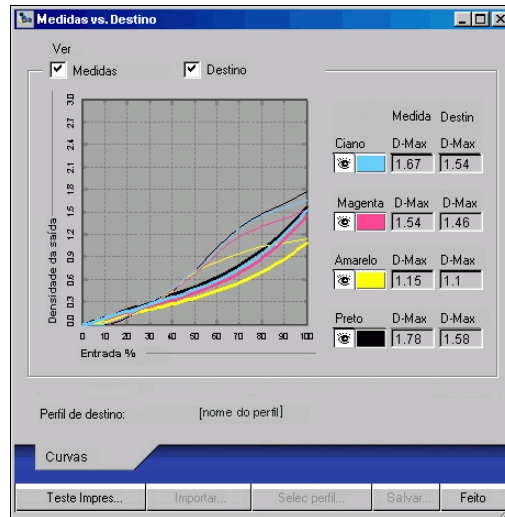 Medidas vs. Destino
Ver
Medidas
Destino
Densidade da saída
3.0
2.7
2.4
2.1
1.8
1.5
1.2
0.9
0.6
0.3
0.0
0 10 20 30 40 50 60 70 80 90 100
Entrada %
Medida Destin
Ciano D-Max D-Max
1.67 1.54
Magenta D-Max D-Max
1.54 1.46
Amarelo D-Max D-Max
1.15 1.1
Preto D-Max D-Max
1.78 1.58
Perfil de destino: [nome do perfil]
Curvas
Teste Impres... Importar... Selec perfil... Salvar... Feito